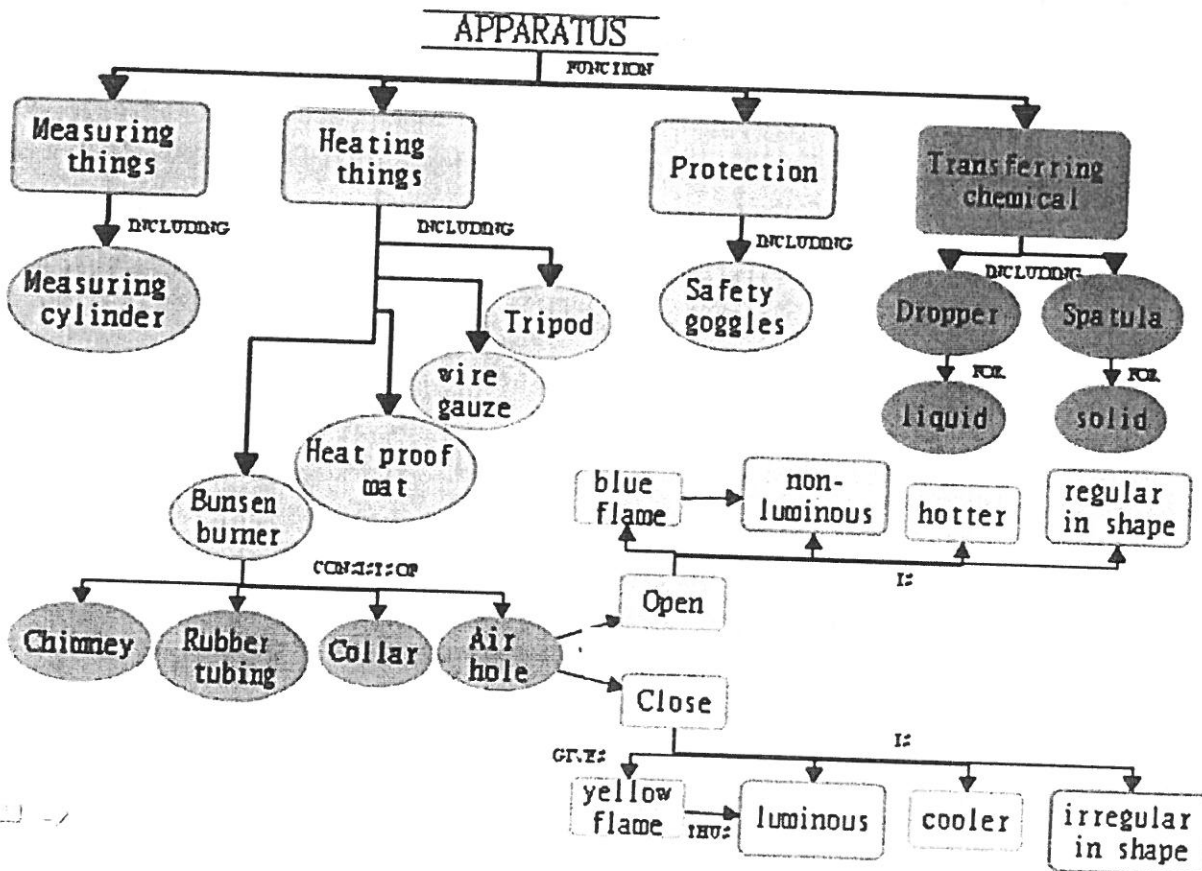 APPARATUS
FUNCTION
Measuring
things
Heating
things
Protection
Transferring
chemical
INCLUDING
INCLUDING
INCLUDING
INCLUDING
Measuring
cylinder
Tripod
wire
gauze
Heat proof
mat
Bunsen
burner
Safety
goggles
Dropper
Spatula
FOR
FOR
liquid
solid
CONSISTS OF
Chimney
Rubber
tubing
Collar
Air
hole
Open
blue
flame
non-
luminous
hotter
regular
in shape
IS
Close
GIVES
IS
yellow
flame
THUS
luminous
cooler
irregular
in shape